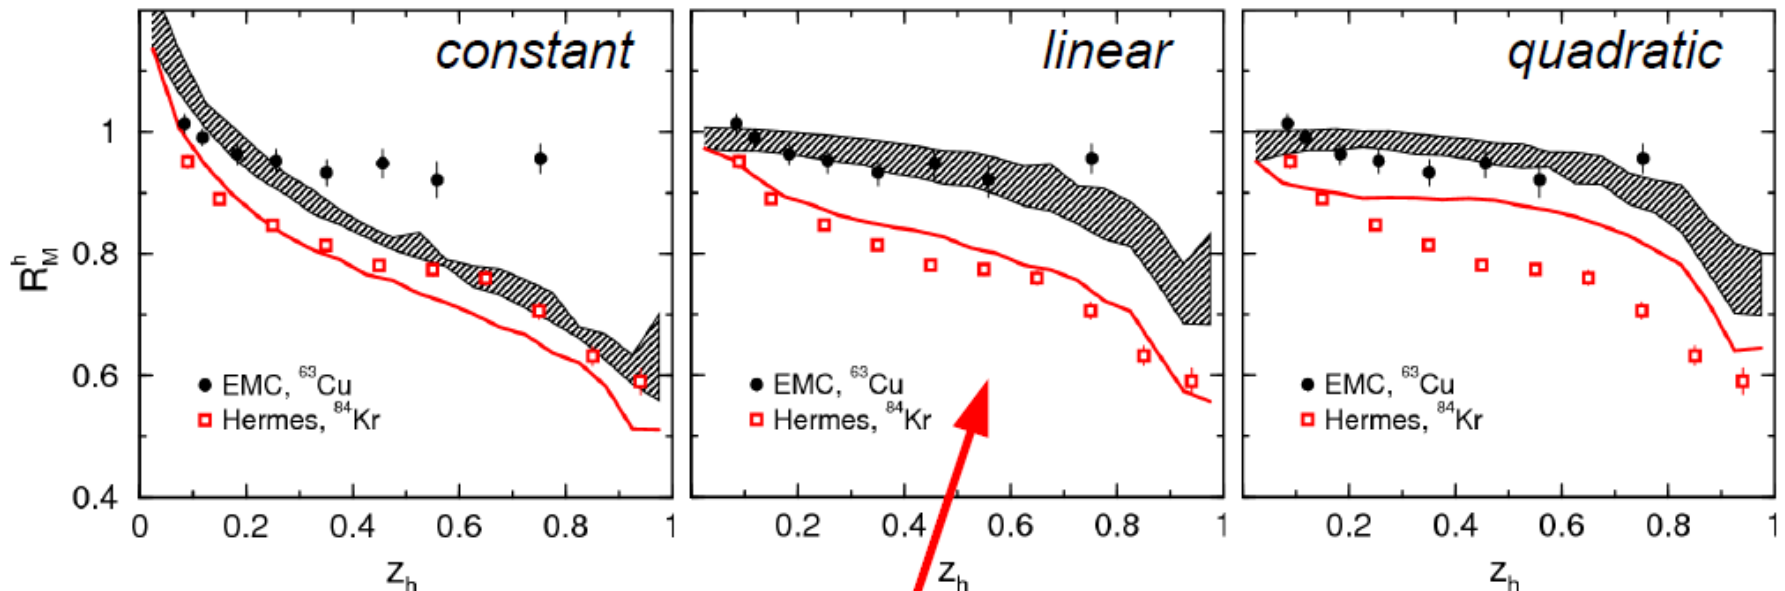 constant
linear
quadratic
R_M^h
1
0.8
0.6
0.4
EMC, ⁶³Cu
Hermes, ⁸⁴Kr
EMC, ⁶³Cu
Hermes, ⁸⁴Kr
EMC, ⁶³Cu
Hermes, ⁸⁴Kr
0 0.2 0.4 0.6 0.8 1
0.2 0.4 0.6 0.8 1
0.2 0.4 0.6 0.8 1
z_h
z_h
z_h